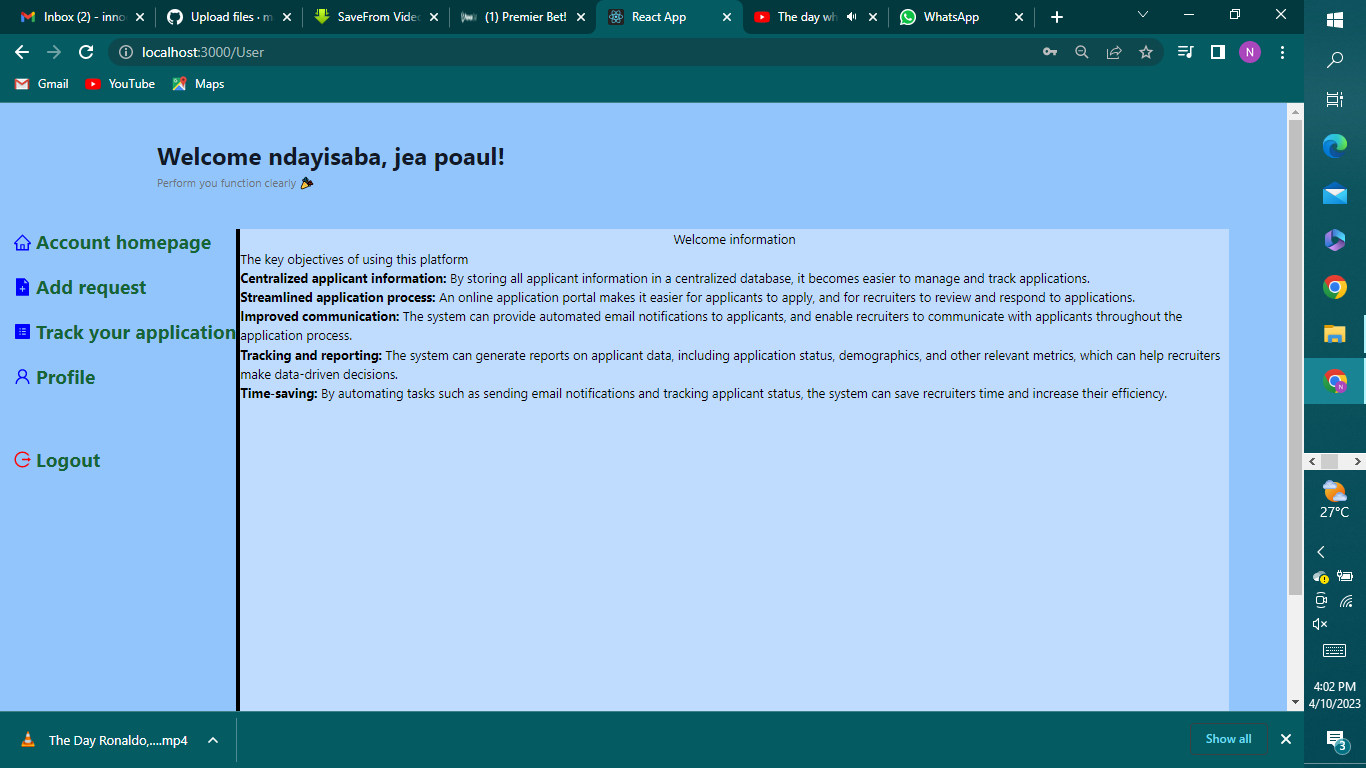 Inbox (2) - inno
Upload files · m
SaveFrom Video
(1) Premier Bet!
React App
The day wh
WhatsApp
localhost:3000/User
N
Gmail
YouTube
Maps
Welcome ndayisaba, jea poaul!
Perform you function clearly
Account homepage
Add request
Track your application
Profile
Logout
Welcome information
The key objectives of using this platform
Centralized applicant information: By storing all applicant information in a centralized database, it becomes easier to manage and track applications.
Streamlined application process: An online application portal makes it easier for applicants to apply, and for recruiters to review and respond to applications.
Improved communication: The system can provide automated email notifications to applicants, and enable recruiters to communicate with applicants throughout the
application process.
Tracking and reporting: The system can generate reports on applicant data, including application status, demographics, and other relevant metrics, which can help recruiters
make data-driven decisions.
Time-saving: By automating tasks such as sending email notifications and tracking applicant status, the system can save recruiters time and increase their efficiency.
The Day Ronaldo,....mp4
Show all
N
27°C
4:02 PM
4/10/2023
3